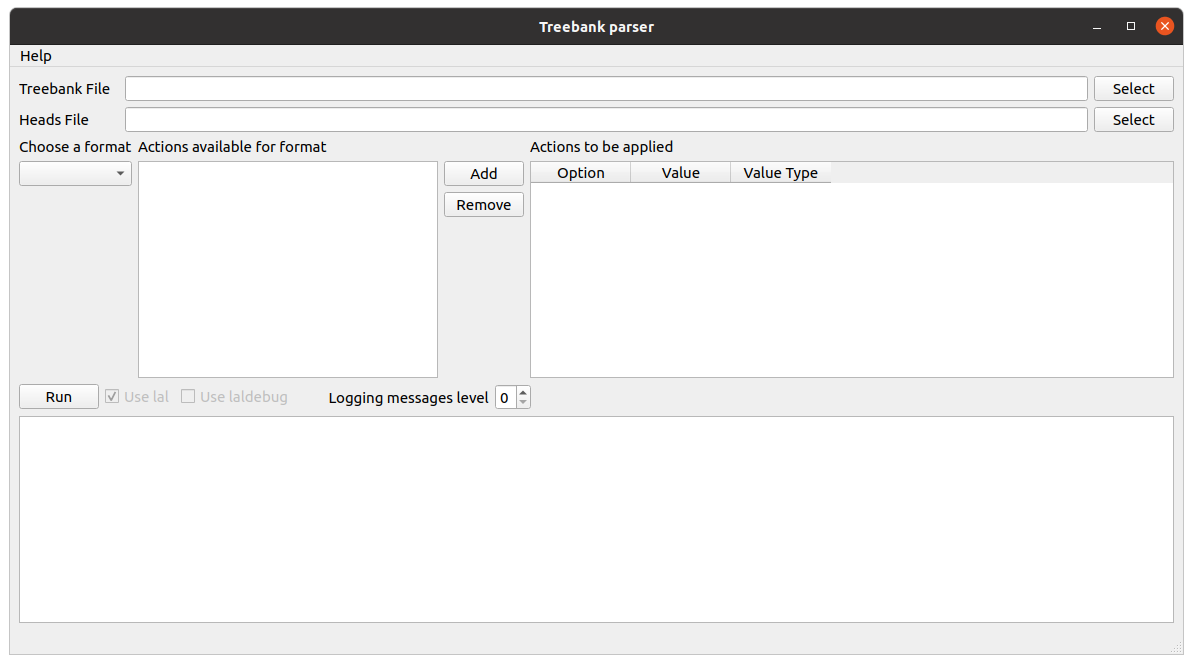 Treebank parser
Help
Treebank File Select
Heads File Select
Choose a format Actions available for format Actions to be applied
Add Option Value Value Type
Remove
Run Use lal Use laldebug Logging messages level 0